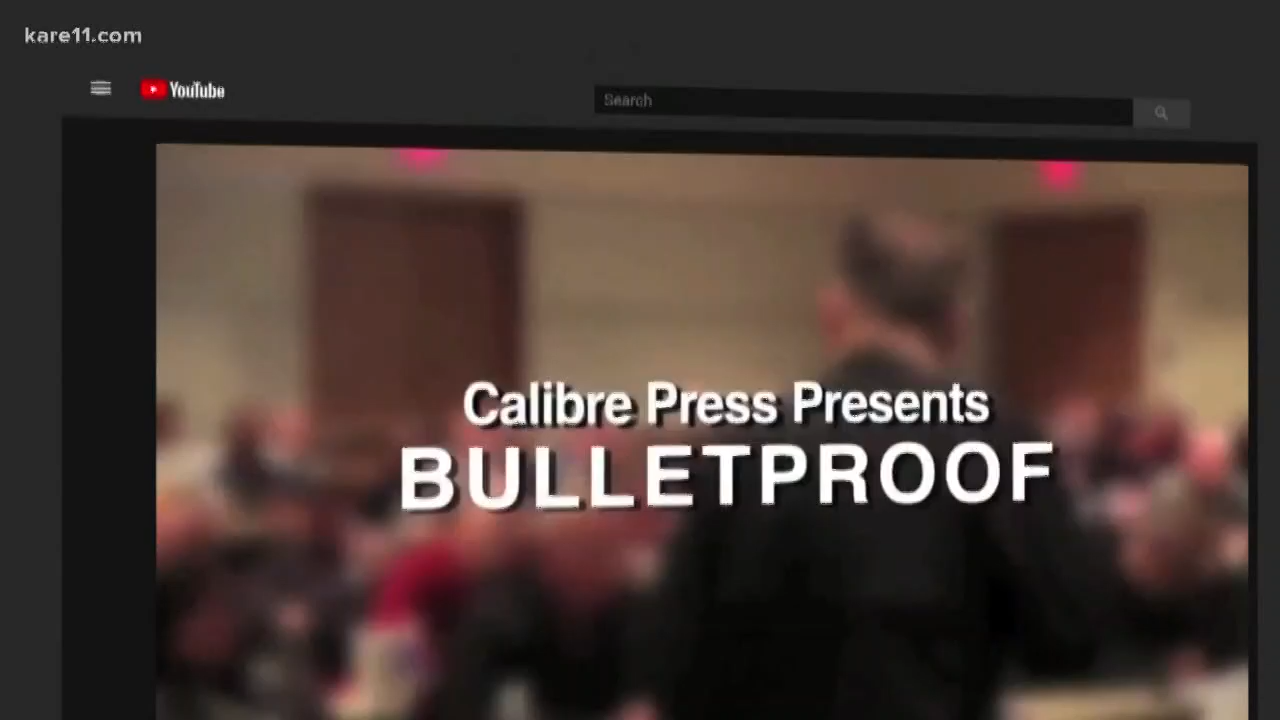 kare11.com
YouTube
Search
Calibre Press Presents
BULLETPROOF